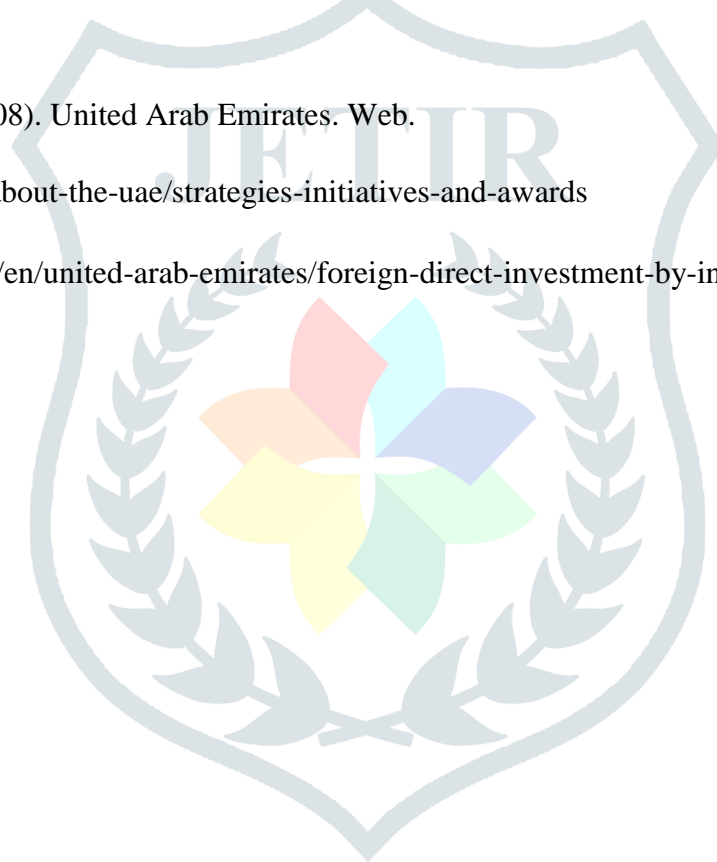 JETIR
08). United Arab Emirates. Web.
about-the-uae/strategies-initiatives-and-awards
/en/united-arab-emirates/foreign-direct-investment-by-in